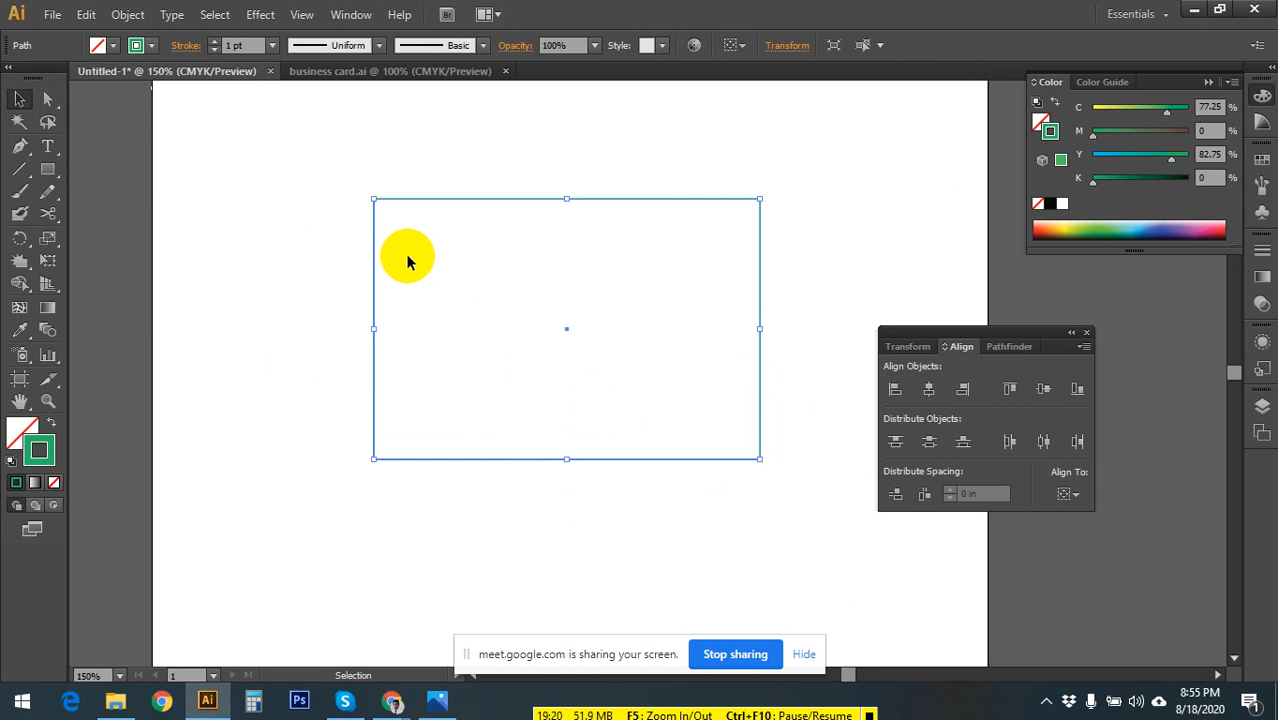 Ai File Edit Object Type Select Effect View Window Help Br Essentials
Path Stroke: 1 pt Uniform Basic Opacity: 100% Style: Transform
Untitled-1* @ 150% (CMYK/Preview) × business card.ai @ 100% (CMYK/Preview) ×
Color Color Guide
C 77.25 %
M 0 %
Y 82.75 %
K 0 %
Transform Align Pathfinder
Align Objects:
Distribute Objects:
Distribute Spacing: Align To:
0 in
meet.google.com is sharing your screen. Stop sharing Hide
150% 1 Selection
Ai Ps
8:55 PM
8/18/2020
19:20 51.9 MB F5: Zoom In/Out Ctrl+F10: Pause/Resume